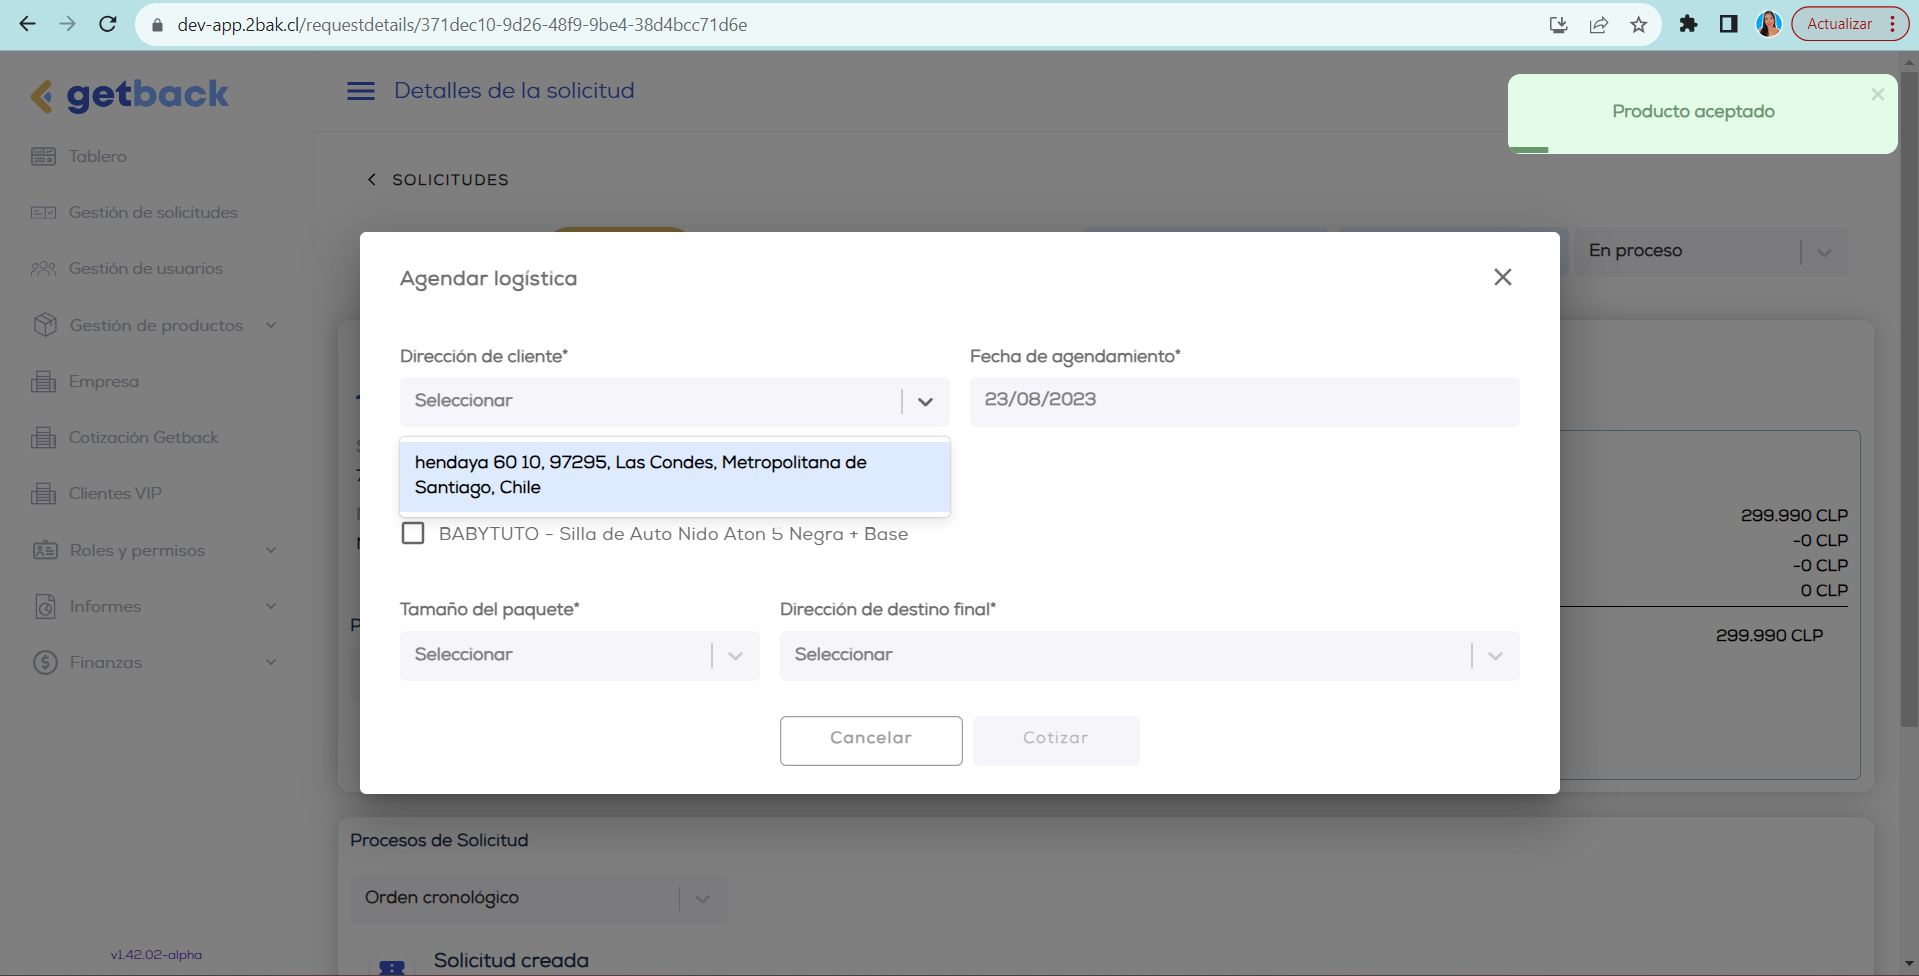 dev-app.2bak.cl/requestdetails/371dec10-9d26-48f9-9be4-38d4bcc71d6e
Actualizar
getback
Detalles de la solicitud
Producto aceptado
Tablero
SOLICITUDES
Gestión de solicitudes
En proceso
Gestión de usuarios
Gestión de productos
Empresa
Cotización Getback
Clientes VIP
Roles y permisos
Informes
Finanzas
v1.42.02-alpha
Agendar logística
Dirección de cliente*
Fecha de agendamiento*
Seleccionar
23/08/2023
hendaya 60 10, 97295, Las Condes, Metropolitana de
Santiago, Chile
BABYTUTO - Silla de Auto Nido Aton 5 Negra + Base
Tamaño del paquete*
Dirección de destino final*
Seleccionar
Seleccionar
Cancelar
Cotizar
299.990 CLP
-0 CLP
-0 CLP
0 CLP
299.990 CLP
Procesos de Solicitud
Orden cronológico
Solicitud creada